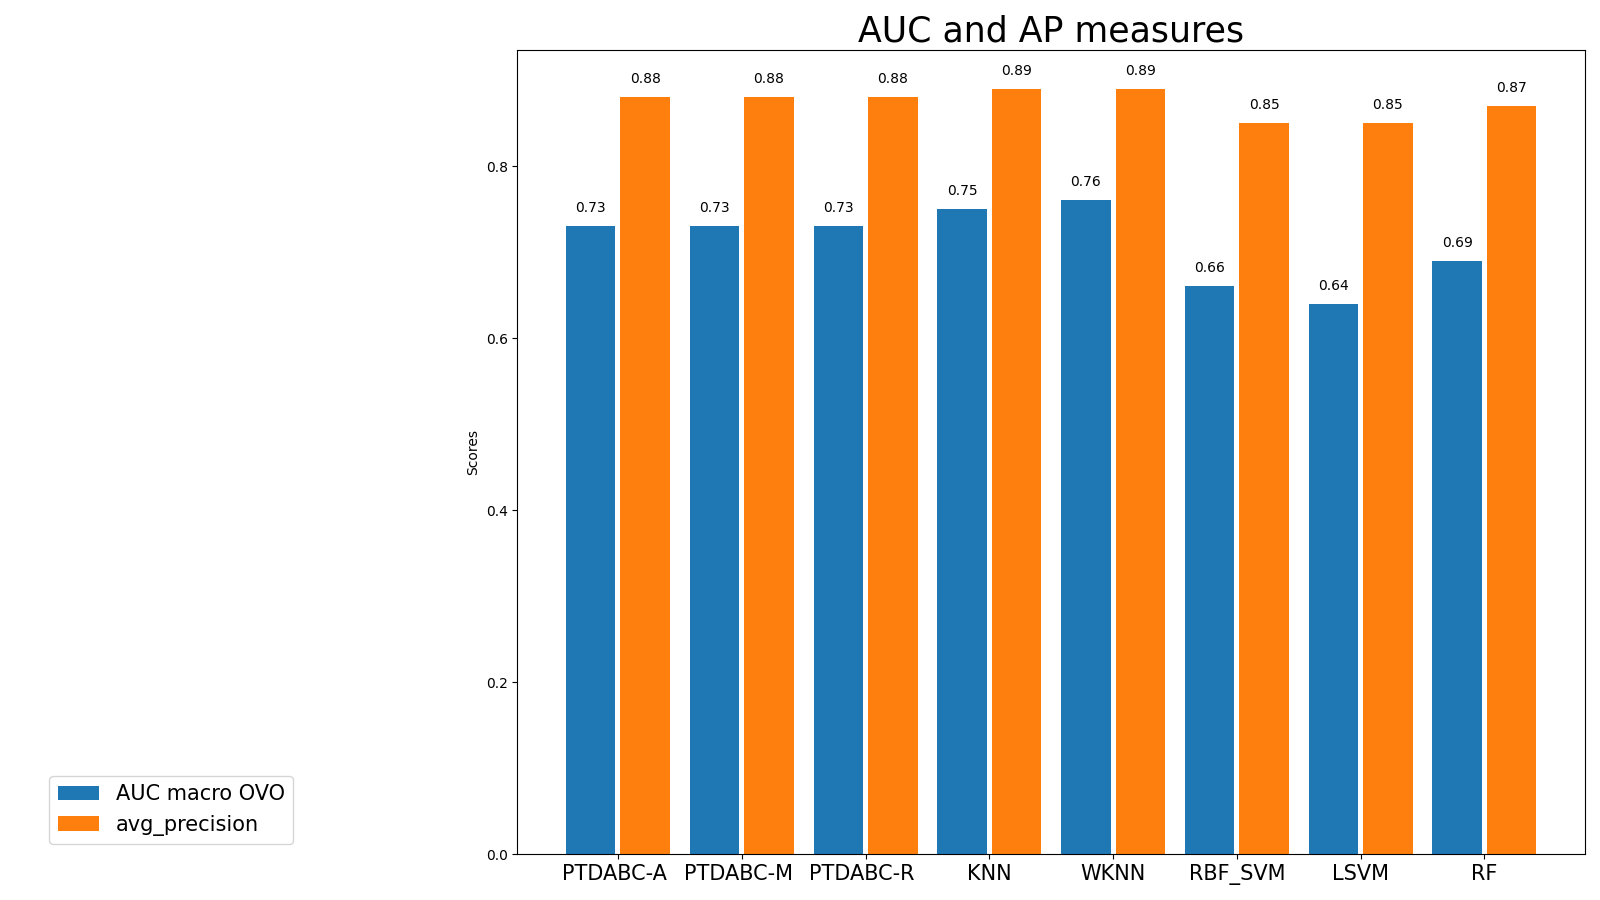 AUC and AP measures
0.88 0.88 0.88 0.89 0.89 0.85 0.85 0.87
0.73 0.73 0.73 0.75 0.76 0.66 0.64 0.69
0.8
0.6
Scores
0.4
0.2
0.0
AUC macro OVO
avg_precision
PTDABC-A PTDABC-M PTDABC-R KNN WKNN RBF_SVM LSVM RF